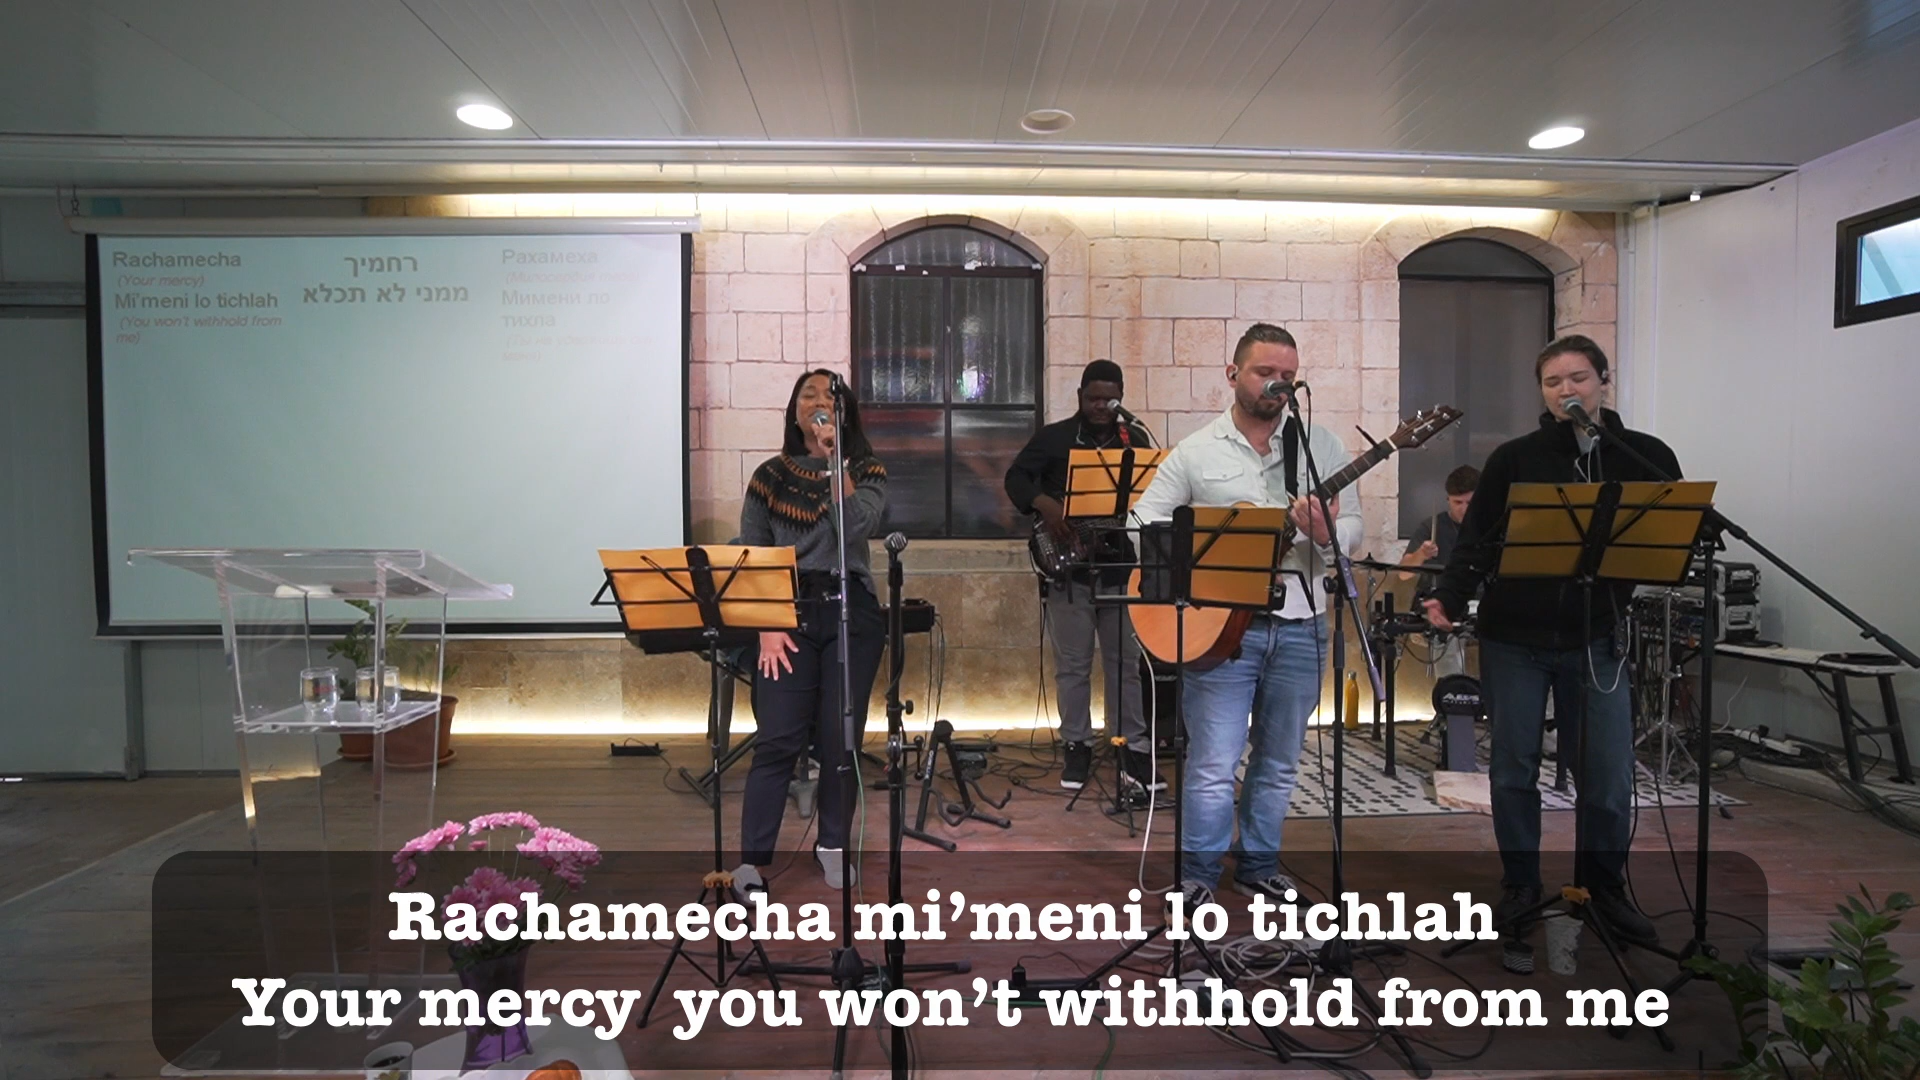 Rachamecha
(Your mercy)
Mi'meni lo tichlah
(You won't withhold from
me)
רחמיך
ממני לא תכלא
Рахамеха
Мимени ло
тихла
Rachamecha mi’meni lo tichlah
Your mercy you won’t withhold from me